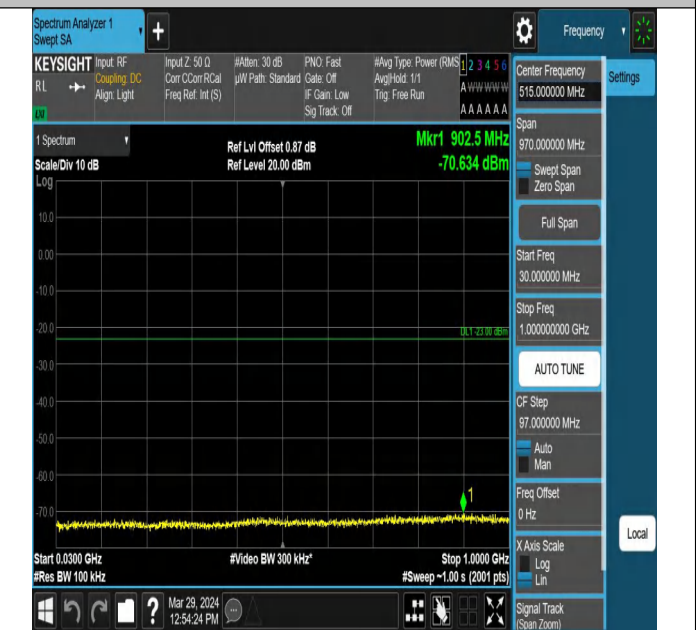 Spectrum Analyzer 1
Swept SA
+
Frequency
KEYSIGHT
RL
LXI
Input: RF
Coupling: DC
Align: Light
Input Z: 50 Ω
Corr CCorr RCal
Freq Ref: Int (S)
#Atten: 30 dB
µW Path: Standard
PNO: Fast
Gate: Off
IF Gain: Low
Sig Track: Off
#Avg Type: Power (RMS
Avg|Hold: 1/1
Trig: Free Run
1 2 3 4 5 6
A W W W W W
A A A A A A
1 Spectrum
Scale/Div 10 dB
Log
Ref Lvl Offset 0.87 dB
Ref Level 20.00 dBm
Mkr1 902.5 MHz
-70.634 dBm
10.0
0.00
-10.0
-20.0
-30.0
-40.0
-50.0
-60.0
-70.0
DL1 -23.00 dBm
1
Start 0.0300 GHz
#Res BW 100 kHz
#Video BW 300 kHz*
Stop 1.0000 GHz
#Sweep ~1.00 s (2001 pts)
Center Frequency
515.000000 MHz
Settings
Span
970.000000 MHz
Swept Span
Zero Span
Full Span
Start Freq
30.000000 MHz
Stop Freq
1.000000000 GHz
AUTO TUNE
CF Step
97.000000 MHz
Auto
Man
Freq Offset
0 Hz
X Axis Scale
Log
Lin
Local
Signal Track
(Span Zoom)
?
Mar 29, 2024
12:54:24 PM